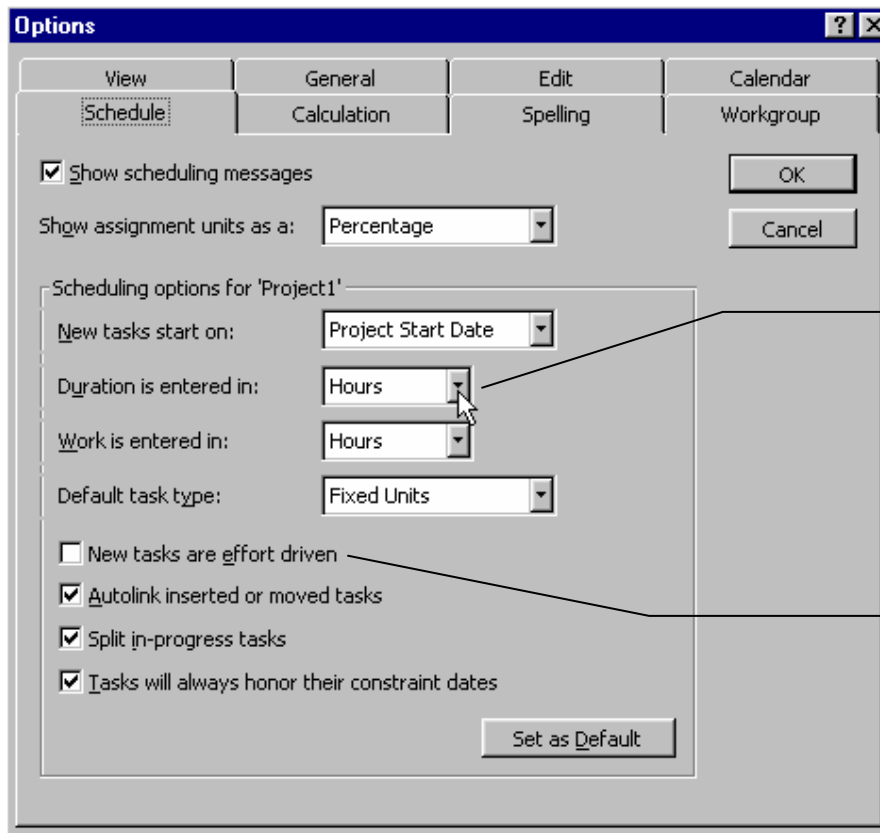 Options
View General Edit Calendar
Schedule Calculation Spelling Workgroup
Show scheduling messages
OK
Show assignment units as a: Percentage
Cancel
Scheduling options for 'Project1'
New tasks start on: Project Start Date
Duration is entered in: Hours
Work is entered in: Hours
Default task type: Fixed Units
New tasks are effort driven
Autolink inserted or moved tasks
Split in-progress tasks
Tasks will always honor their constraint dates
Set as Default